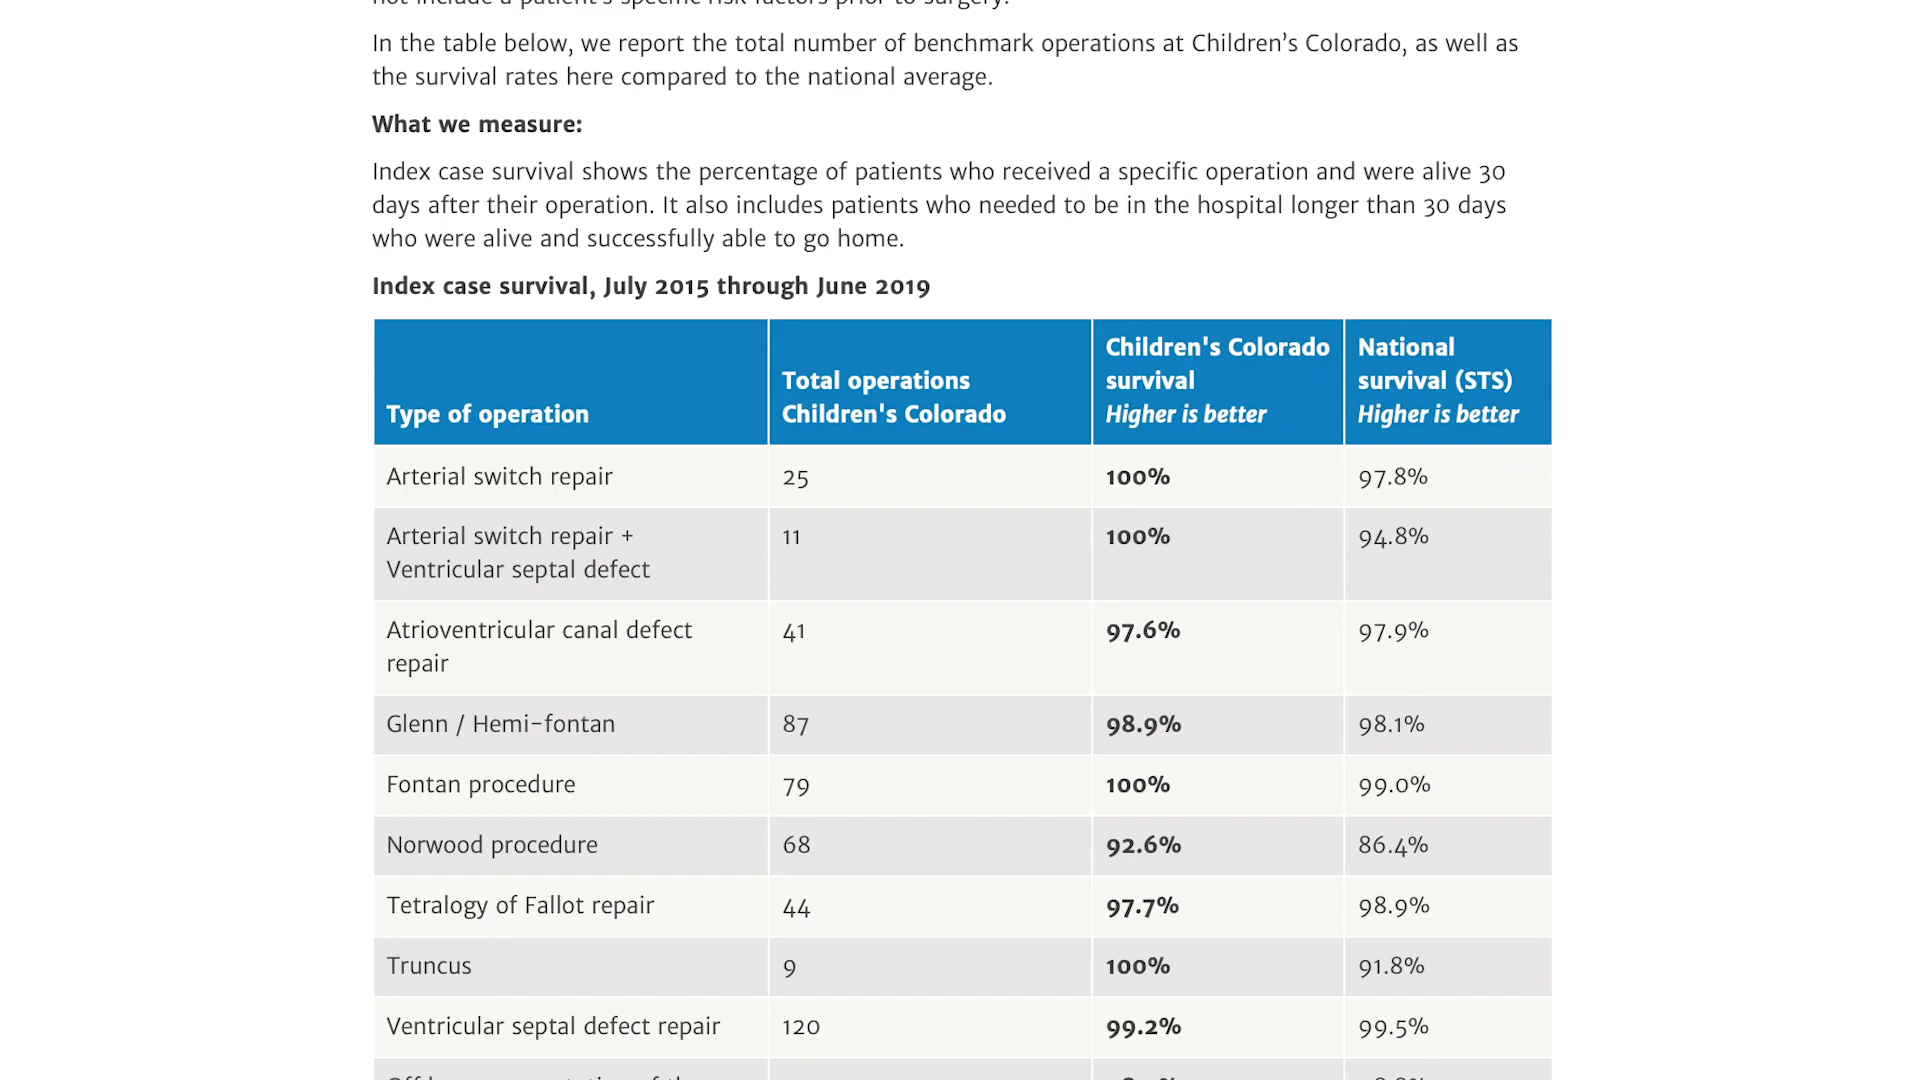 In the table below, we report the total number of benchmark operations at Children’s Colorado, as well as
the survival rates here compared to the national average.
What we measure:
Index case survival shows the percentage of patients who received a specific operation and were alive 30
days after their operation. It also includes patients who needed to be in the hospital longer than 30 days
who were alive and successfully able to go home.
Index case survival, July 2015 through June 2019
Type of operation
Total operations
Children's Colorado
Children's Colorado
survival
Higher is better
National
survival (STS)
Higher is better
Arterial switch repair 25 100% 97.8%
Arterial switch repair + 11 100% 94.8%
Ventricular septal defect
Atrioventricular canal defect 41 97.6% 97.9%
repair
Glenn / Hemi-fontan 87 98.9% 98.1%
Fontan procedure 79 100% 99.0%
Norwood procedure 68 92.6% 86.4%
Tetralogy of Fallot repair 44 97.7% 98.9%
Truncus 9 100% 91.8%
Ventricular septal defect repair 120 99.2% 99.5%